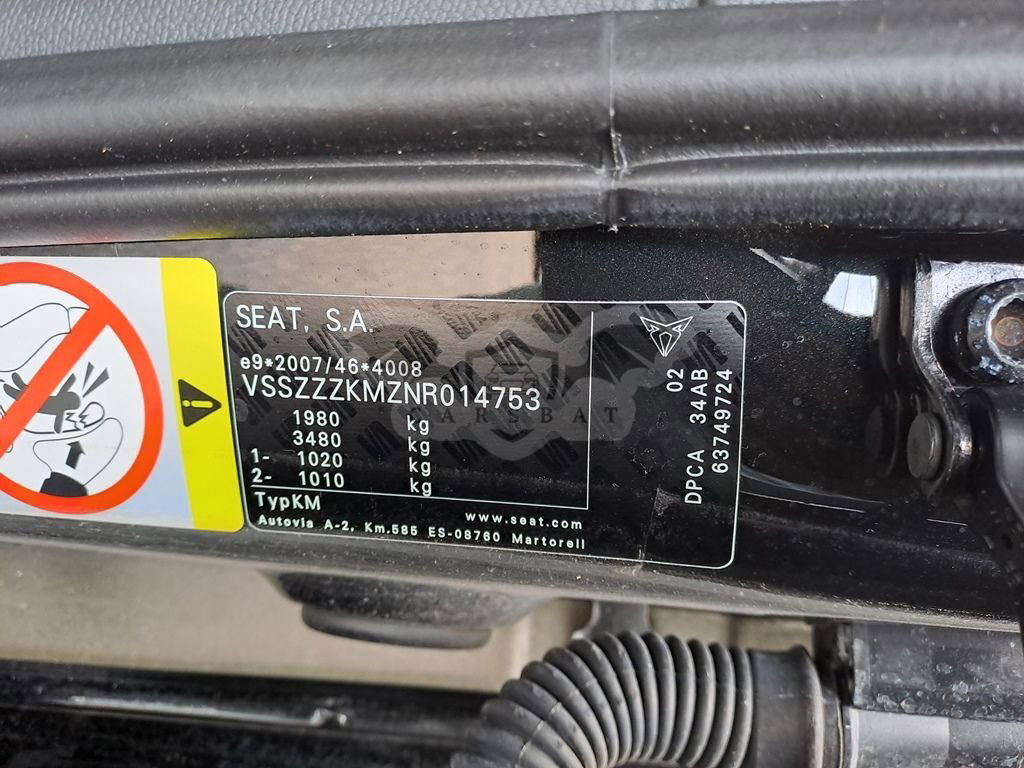 SEAT, S.A.
e9*2007/46*4008
VSSZZZKMZNR014753
1980 kg
3480 kg
1- 1020 kg
2- 1010 kg
TypKM
www.seat.com
Autovia A-2, Km.585 ES-08760 Martorell
02
DPCA 34AB
63749724
CARSBAT